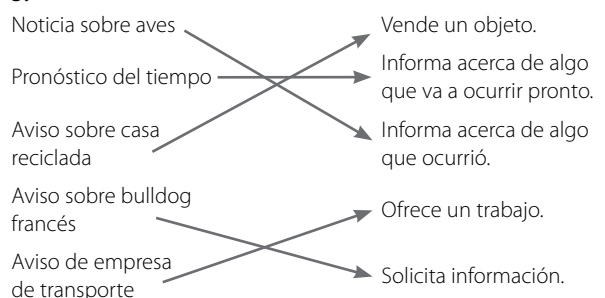 Noticia sobre aves
Pronóstico del tiempo
Aviso sobre casa
reciclada
Aviso sobre bulldog
francés
Aviso de empresa
de transporte
Vende un objeto.
Informa acerca de algo
que va a ocurrir pronto.
Informa acerca de algo
que ocurrió.
Ofrece un trabajo.
Solicita información.